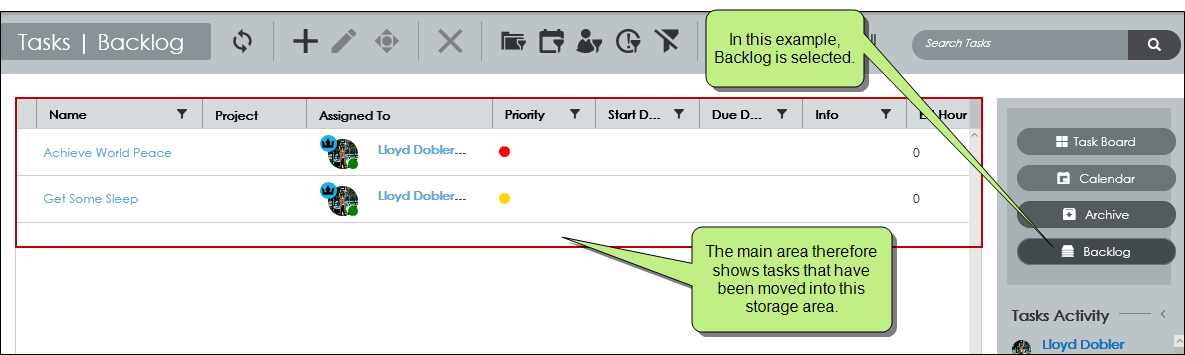 Tasks | Backlog
Search Tasks
In this example,
Backlog is selected.
Name Project Assigned To Priority Start D... Due D... Info Hour
Achieve World Peace Lloyd Dobler... 0
Get Some Sleep Lloyd Dobler... 0
The main area therefore
shows tasks that have
been moved into this
storage area.
Task Board
Calendar
Archive
Backlog
Tasks Activity
Lloyd Dobler